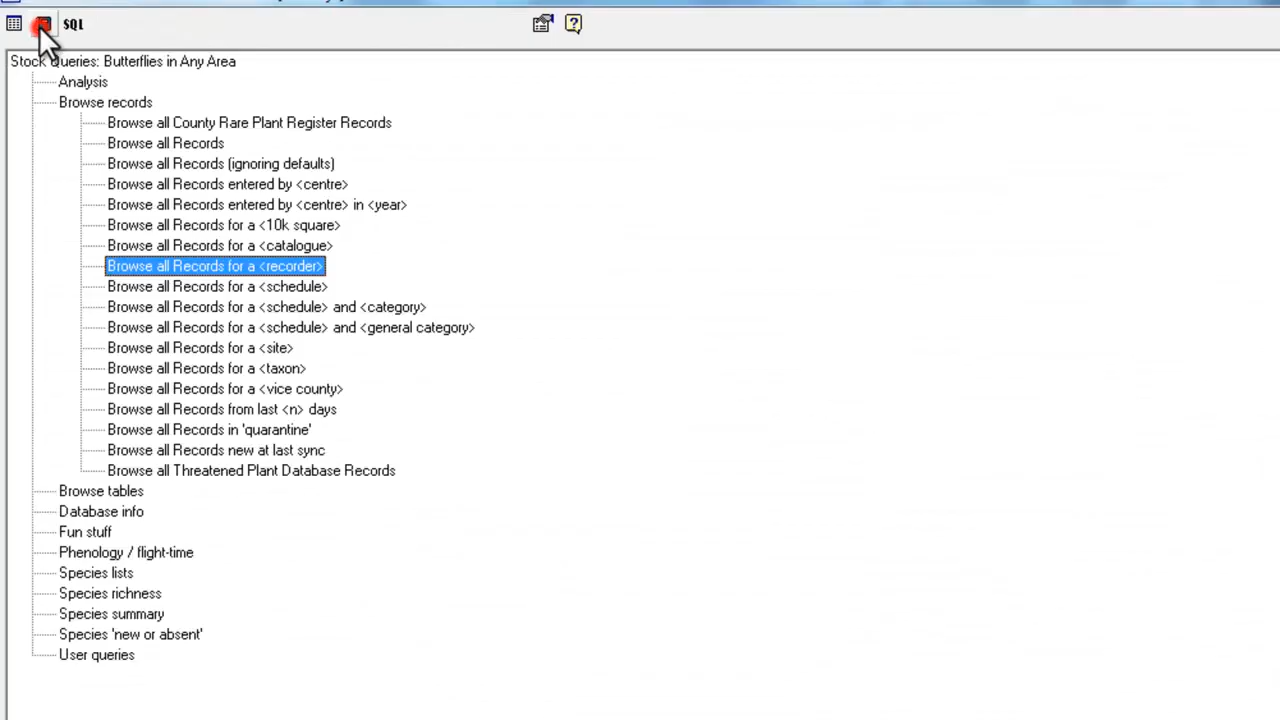 SQL
Stock Queries: Butterflies in Any Area
Analysis
Browse records
Browse all County Rare Plant Register Records
Browse all Records
Browse all Records (ignoring defaults)
Browse all Records entered by <centre>
Browse all Records entered by <centre> in <year>
Browse all Records for a <10k square>
Browse all Records for a <catalogue>
Browse all Records for a <recorder>
Browse all Records for a <schedule>
Browse all Records for a <schedule> and <category>
Browse all Records for a <schedule> and <general category>
Browse all Records for a <site>
Browse all Records for a <taxon>
Browse all Records for a <vice county>
Browse all Records from last <n> days
Browse all Records in 'quarantine'
Browse all Records new at last sync
Browse all Threatened Plant Database Records
Browse tables
Database info
Fun stuff
Phenology / flight-time
Species lists
Species richness
Species summary
Species 'new or absent'
User queries